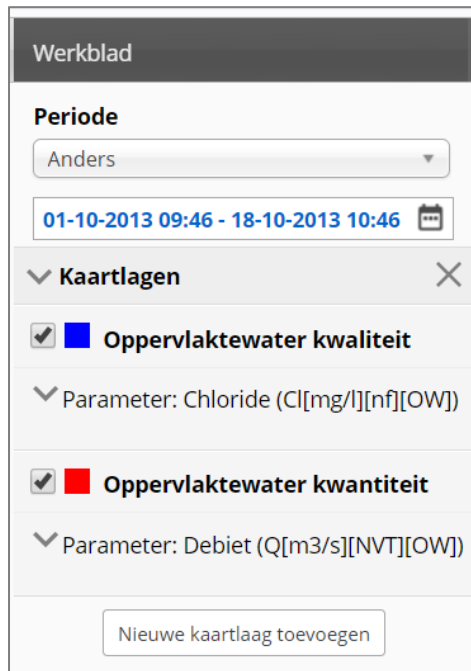 Werkblad
Periode
Anders
01-10-2013 09:46 - 18-10-2013 10:46
Kaartlagen
Oppervlaktewater kwaliteit
Parameter: Chloride (Cl[mg/l][nf][OW])
Oppervlaktewater kwantiteit
Parameter: Debiet (Q[m3/s][NVT][OW])
Nieuwe kaartlaag toevoegen